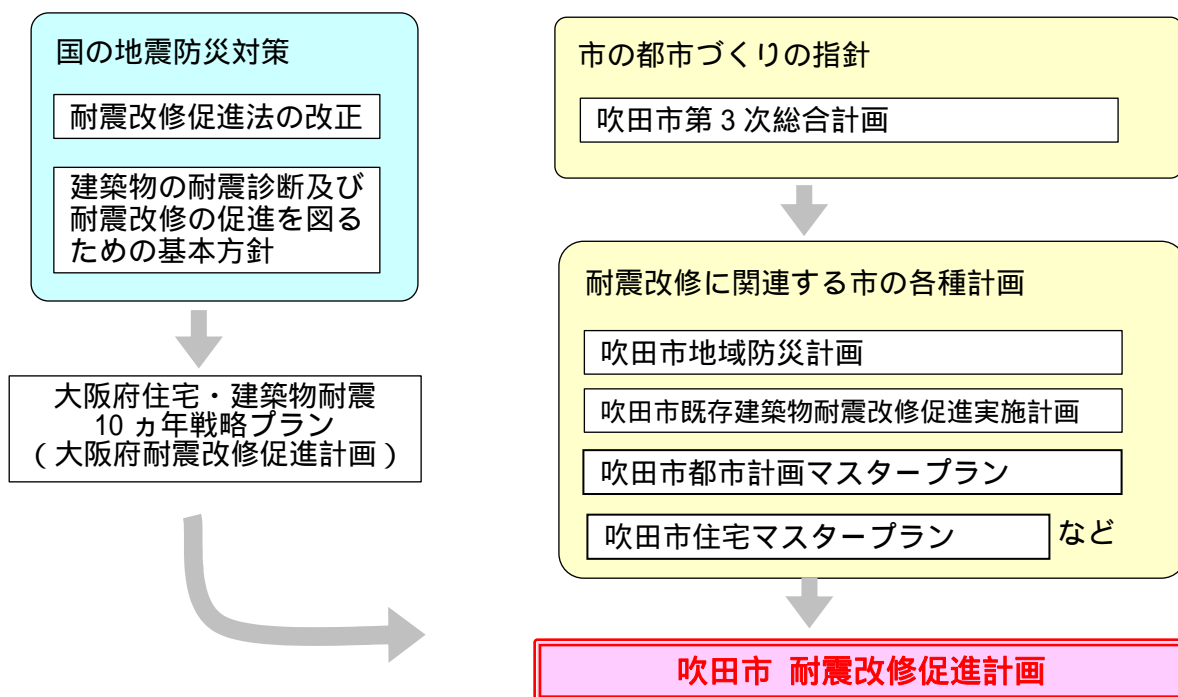 国の地震防災対策
耐震改修促進法の改正
建築物の耐震診断及び
耐震改修の促進を図る
ための基本方針
大阪府住宅・建築物耐震
10 ヵ年戦略プラン
(大阪府耐震改修促進計画)
市の都市づくりの指針
吹田市第3次総合計画
耐震改修に関連する市の各種計画
吹田市地域防災計画
吹田市既存建築物耐震改修促進実施計画
吹田市都市計画マスタープラン
吹田市住宅マスタープラン など
吹田市 耐震改修促進計画